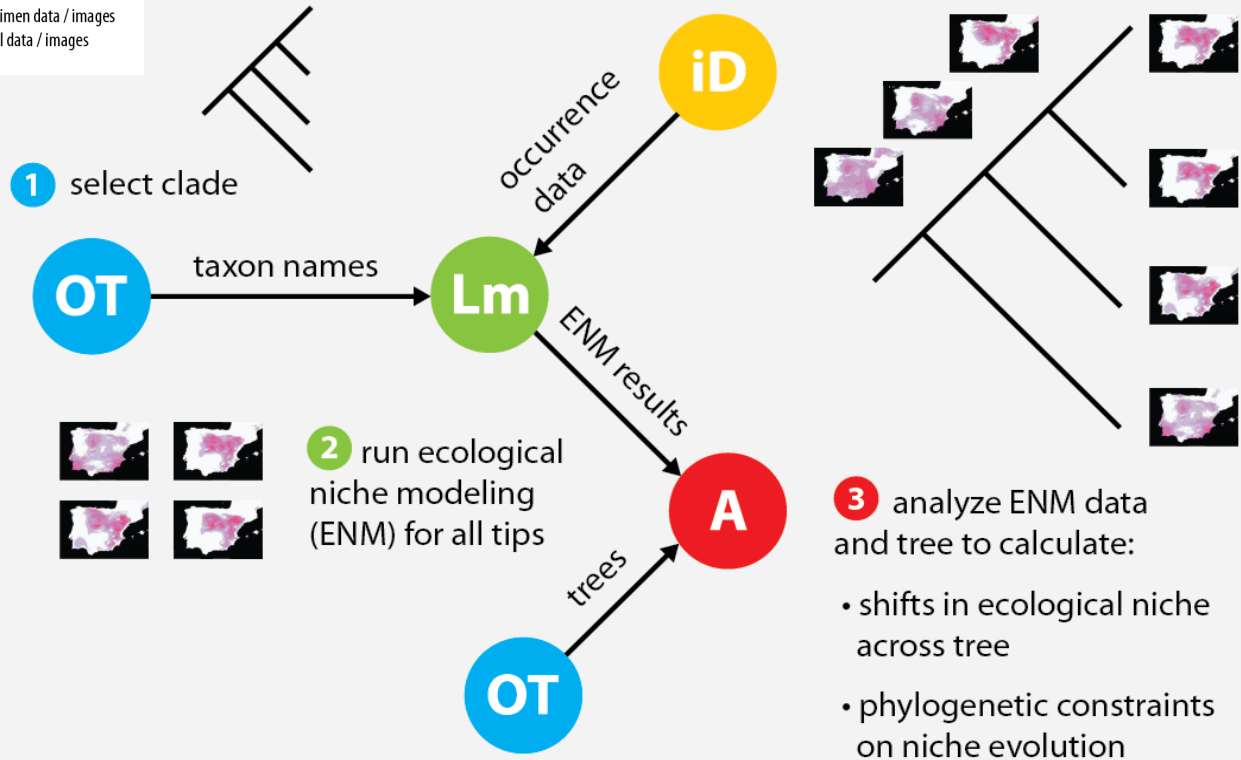 data / images
data / images
iD
occurrence
data
1 select clade
OT
taxon names
Lm
ENM results
2 run ecological
niche modeling
(ENM) for all tips
A
trees
OT
3 analyze ENM data
and tree to calculate:
• shifts in ecological niche
across tree
• phylogenetic constraints
on niche evolution